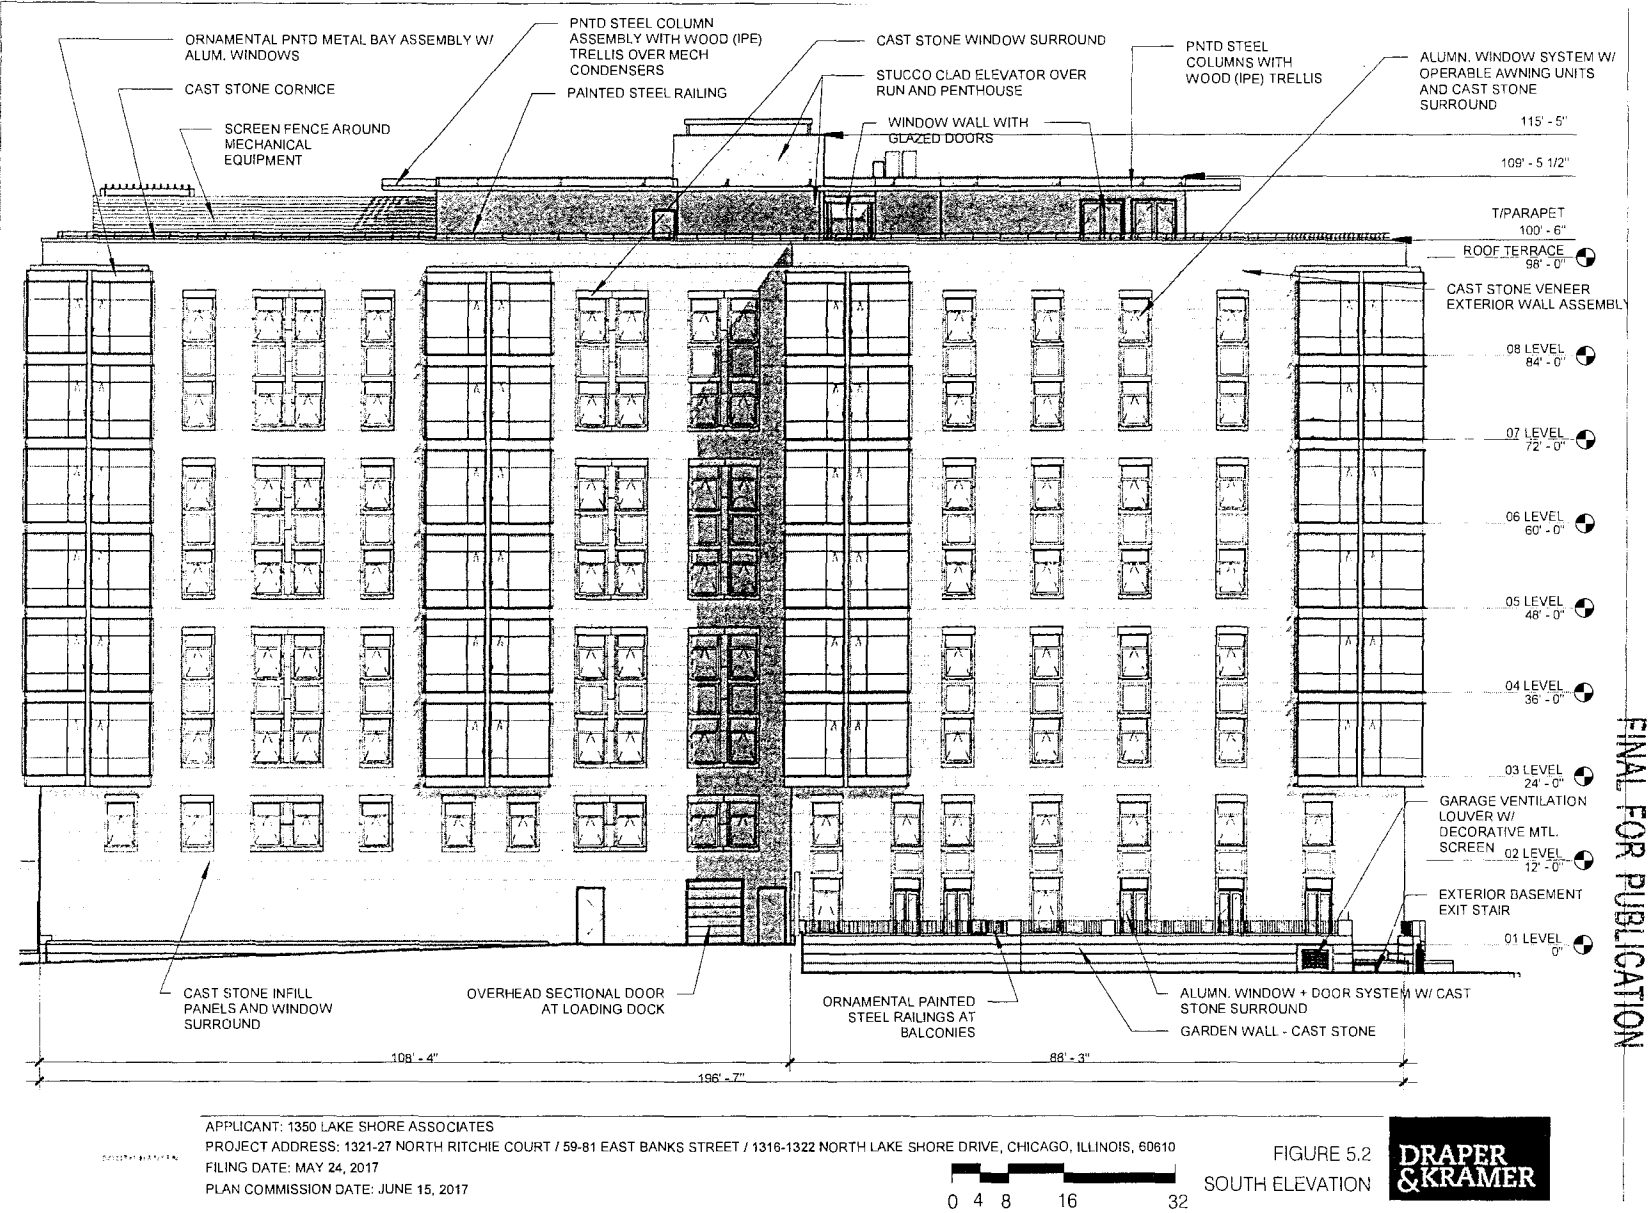 ORNAMENTAL PNTD METAL BAY ASSEMBLY W/
ALUM. WINDOWS
CAST STONE CORNICE
SCREEN FENCE AROUND
MECHANICAL
EQUIPMENT
PNTD STEEL COLUMN
ASSEMBLY WITH WOOD (IPE)
TRELLIS OVER MECH
CONDENSERS
PAINTED STEEL RAILING
CAST STONE WINDOW SURROUND
STUCCO CLAD ELEVATOR OVER
RUN AND PENTHOUSE
WINDOW WALL WITH
GLAZED DOORS
PNTD STEEL
COLUMNS WITH
WOOD (IPE) TRELLIS
ALUMN. WINDOW SYSTEM W/
OPERABLE AWNING UNITS
AND CAST STONE
SURROUND
115' - 5"
109' - 5 1/2"
T/PARAPET
100' - 6"
ROOF TERRACE
98' - 0"
CAST STONE VENEER
EXTERIOR WALL ASSEMBLY
08 LEVEL
84' - 0"
07 LEVEL
72' - 0"
06 LEVEL
60' - 0"
05 LEVEL
48' - 0"
04 LEVEL
36' - 0"
03 LEVEL
24' - 0"
GARAGE VENTILATION
LOUVER W/
DECORATIVE MTL.
SCREEN
02 LEVEL
12' - 0"
EXTERIOR BASEMENT
EXIT STAIR
01 LEVEL
0"
CAST STONE INFILL
PANELS AND WINDOW
SURROUND
OVERHEAD SECTIONAL DOOR
AT LOADING DOCK
ORNAMENTAL PAINTED
STEEL RAILINGS AT
BALCONIES
ALUMN. WINDOW + DOOR SYSTEM W/ CAST
STONE SURROUND
GARDEN WALL - CAST STONE
108' - 4"
88' - 3"
196' - 7"
FINAL FOR PUBLICATION
APPLICANT: 1350 LAKE SHORE ASSOCIATES
PROJECT ADDRESS: 1321-27 NORTH RITCHIE COURT / 59-81 EAST BANKS STREET / 1316-1322 NORTH LAKE SHORE DRIVE, CHICAGO, ILLINOIS, 60610
FILING DATE: MAY 24, 2017
PLAN COMMISSION DATE: JUNE 15, 2017
0 4 8 16 32
FIGURE 5.2
SOUTH ELEVATION
DRAPER
&KRAMER